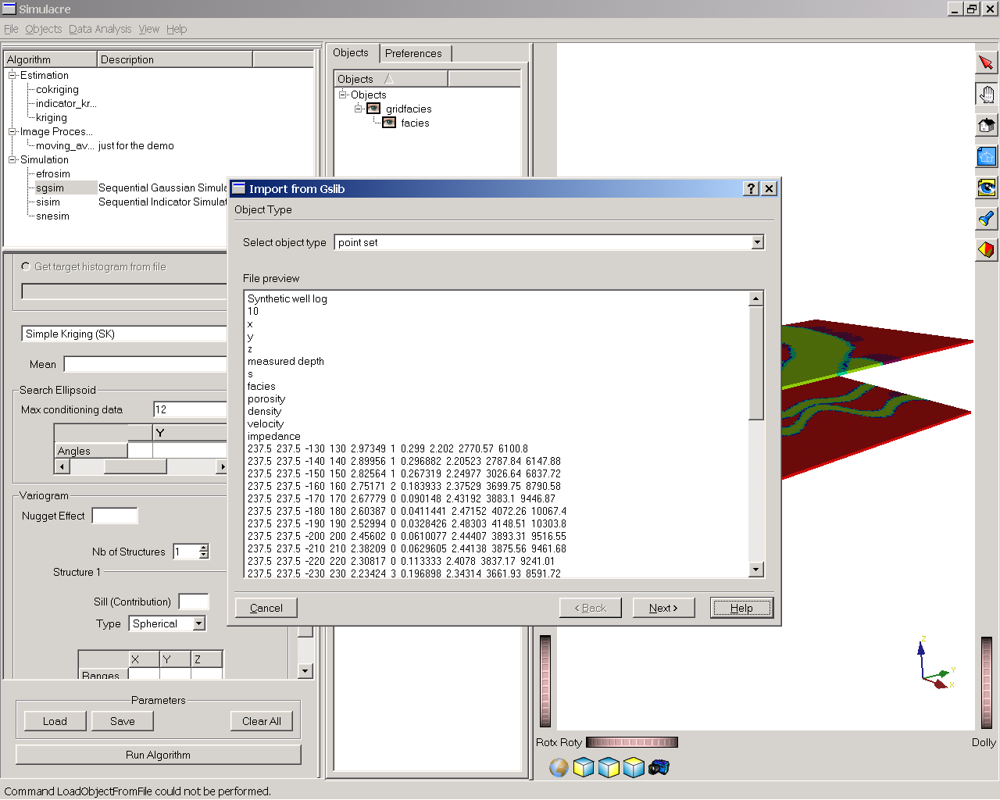 Simulacre
File Objects Data Analysis View Help
Algorithm Description
Estimation
cokriging
indicator_kr...
kriging
Image Proces...
moving_av... just for the demo
Simulation
efrosim
sgsim Sequential Gaussian Simula
sisim Sequential Indicator Simulat
snesim
Get target histogram from file
Simple Kriging (SK)
Mean
Search Ellipsoid
Max conditioning data 12
Y
Angles
Variogram
Nugget Effect
Nb of Structures 1
Structure 1
Sill (Contribution)
Type Spherical
X Y Z
Ranges
Parameters
Load Save Clear All
Run Algorithm
Objects Preferences
Objects
Objects
gridfacies
facies
Import from Gslib
Object Type
Select object type point set
File preview
Synthetic well log
10
x
y
z
measured depth
s
facies
porosity
density
velocity
impedance
237.5 237.5 -130 130 2.97349 1 0.299 2.202 2770.57 6100.8
237.5 237.5 -140 140 2.89956 1 0.296882 2.20523 2787.84 6147.88
237.5 237.5 -150 150 2.82564 1 0.267319 2.24977 3026.64 6837.72
237.5 237.5 -160 160 2.75171 2 0.183933 2.37529 3699.75 8790.58
237.5 237.5 -170 170 2.67779 0 0.090148 2.43192 3883.1 9446.87
237.5 237.5 -180 180 2.60387 0 0.0411441 2.47152 4072.26 10067.4
237.5 237.5 -190 190 2.52994 0 0.0328426 2.48303 4148.51 10303.8
237.5 237.5 -200 200 2.45602 0 0.0610077 2.44407 3893.31 9516.55
237.5 237.5 -210 210 2.38209 0 0.0629605 2.44138 3875.56 9461.68
237.5 237.5 -220 220 2.30817 0 0.113333 2.4078 3837.17 9241.01
237.5 237.5 -230 230 2.23424 3 0.196898 2.34314 3661.93 8591.72
Cancel < Back Next > Help
Z
Y
X
Rotx Roty Dolly
Command LoadObjectFromFile could not be performed.